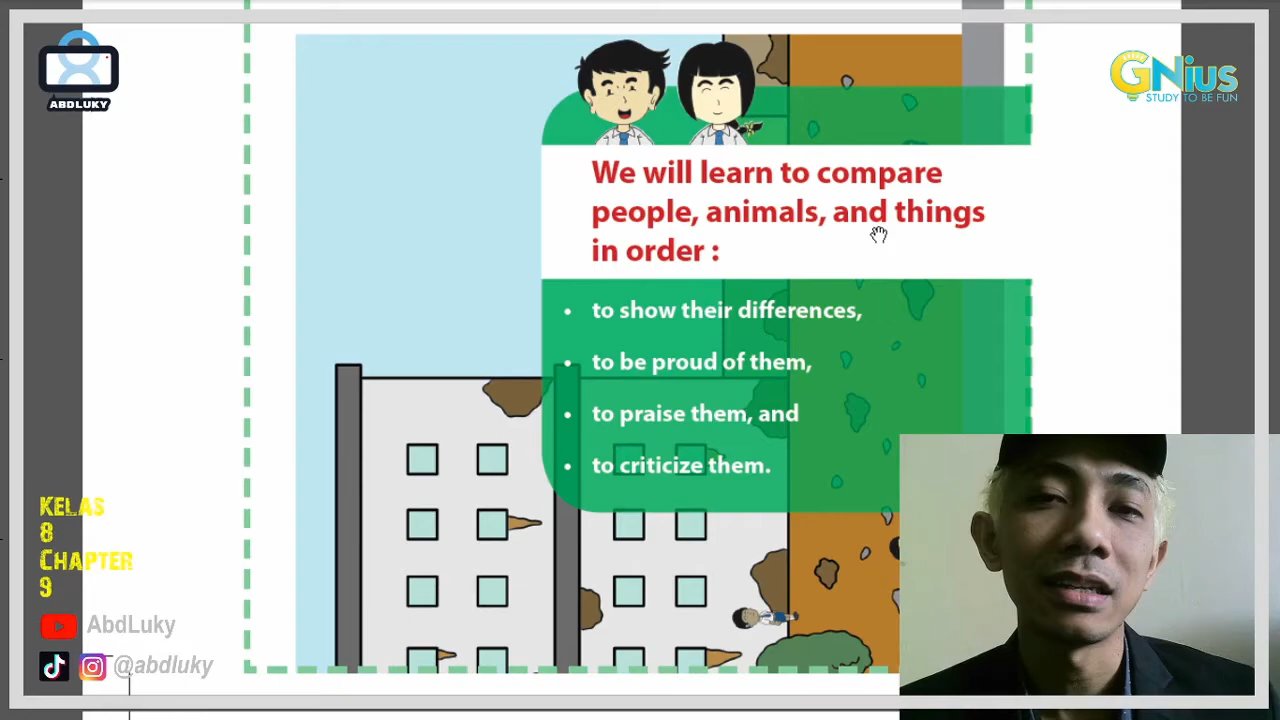 ABDLUKY
GNius
STUDY TO BE FUN
We will learn to compare
people, animals, and things
in order :
• to show their differences,
• to be proud of them,
• to praise them, and
• to criticize them.
KELAS
8
CHAPTER
9
AbdLuky
@abdluky